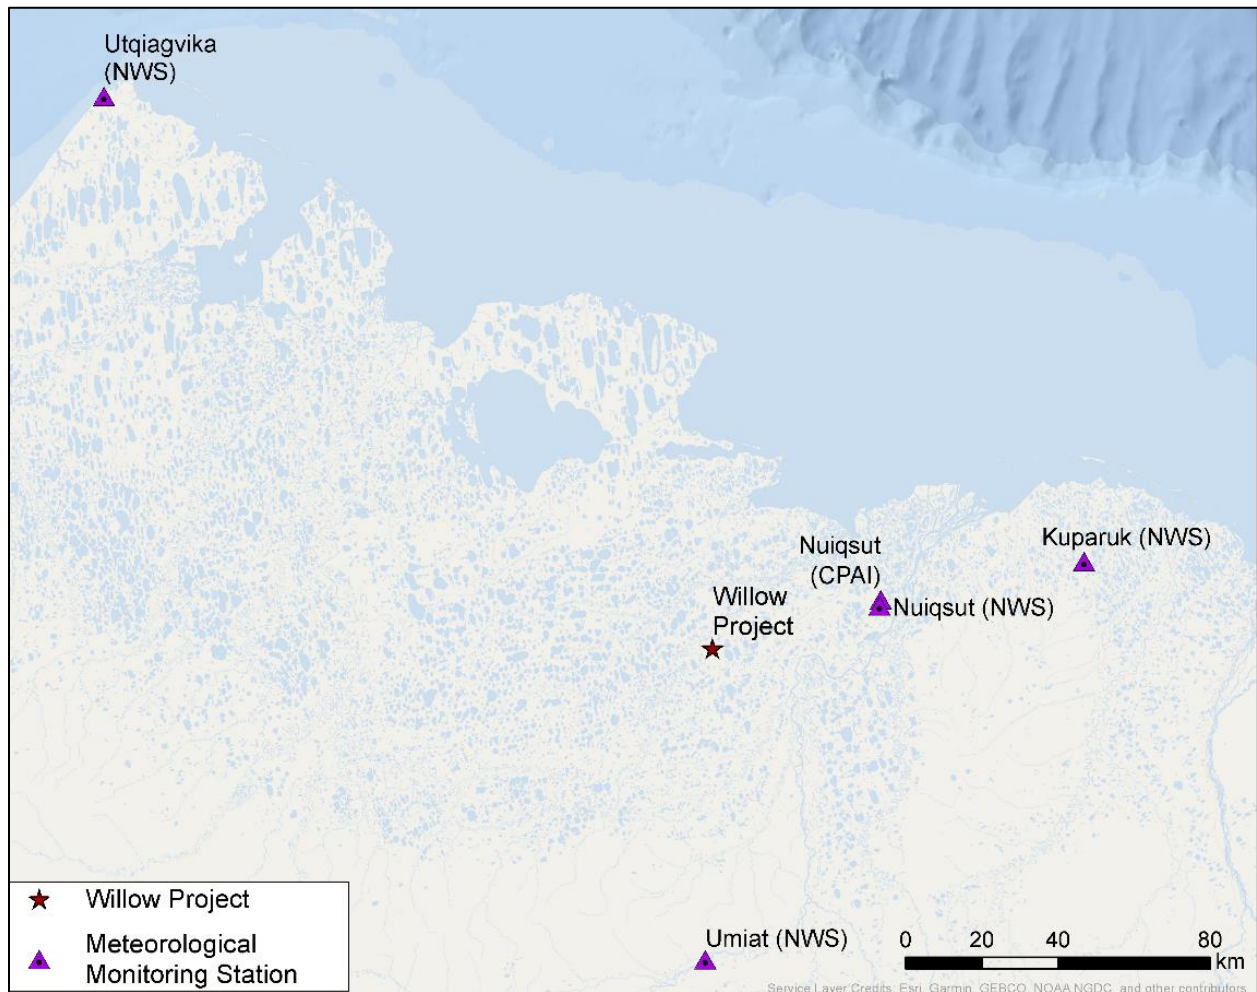 Utqiagvika
(NWS)
Kuparuk (NWS)
Nuiqsut
(CPAI)
Nuiqsut (NWS)
Willow
Project
Willow Project
Meteorological
Monitoring Station
Umiat (NWS)
0 20 40 80
km
Service Layer Credits: Esri, Garmin, GEBCO, NOAA NGDC, and other contributors